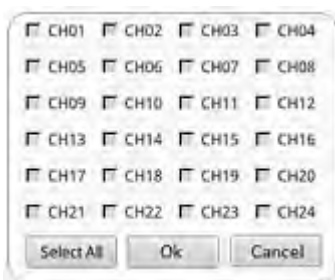 CH01 CH02 CH03 CH04
CH05 CH06 CH07 CH08
CH09 CH10 CH11 CH12
CH13 CH14 CH15 CH16
CH17 CH18 CH19 CH20
CH21 CH22 CH23 CH24
Select All Ok Cancel